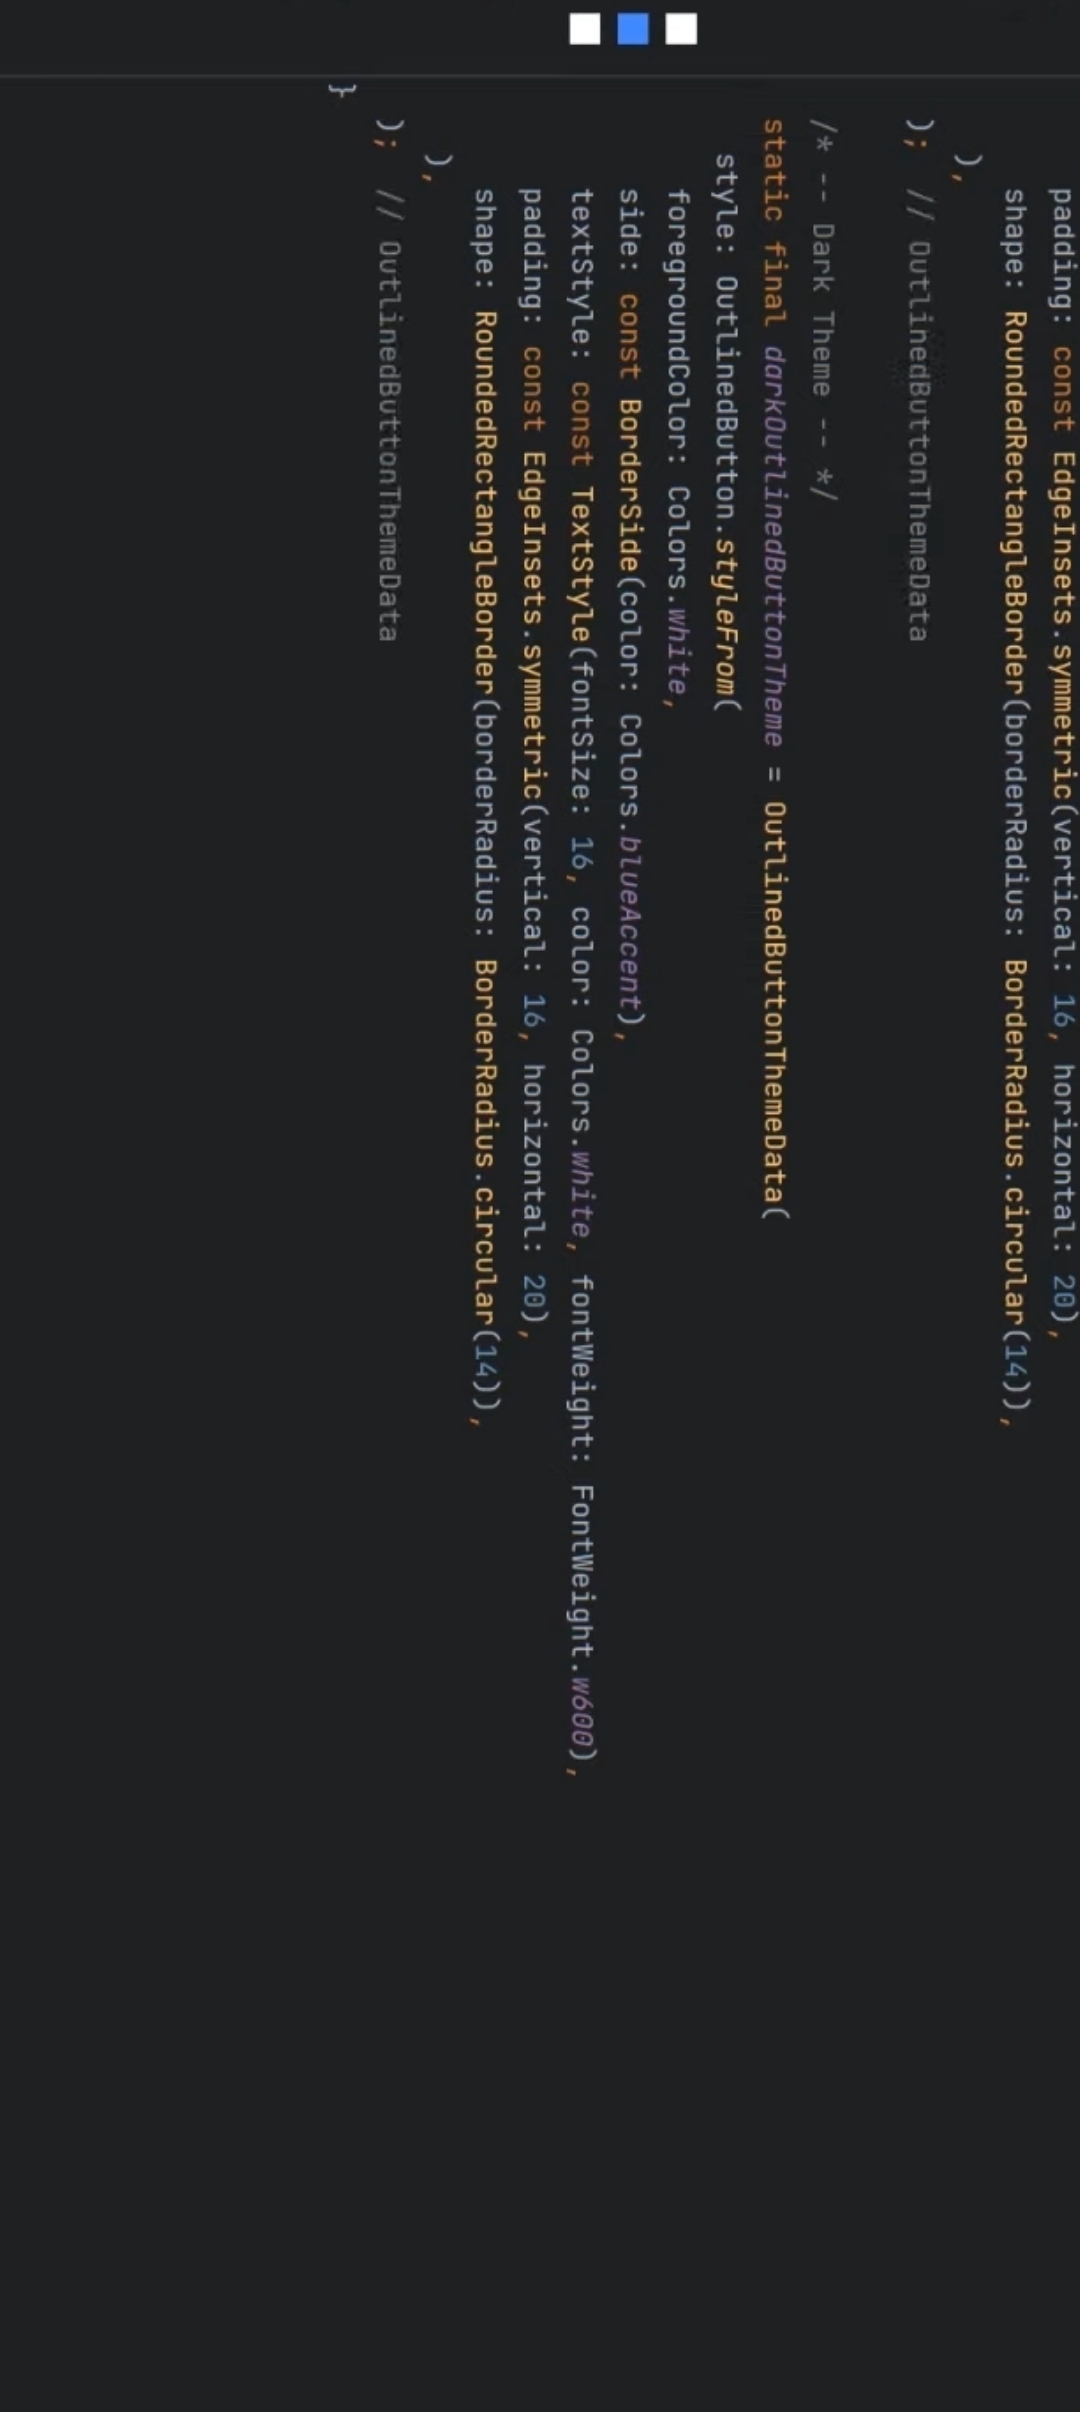 padding: const EdgeInsets.symmetric(vertical: 16, horizontal: 20),
shape: RoundedRectangleBorder(borderRadius: BorderRadius.circular(14)),
),
); // OutlinedButtonThemeData
/* -- Dark Theme -- */
static final darkOutlinedButtonTheme = OutlinedButtonThemeData(
style: OutlinedButton.styleFrom(
foregroundColor: Colors.white,
side: const BorderSide(color: Colors.blueAccent),
textStyle: const TextStyle(fontSize: 16, color: Colors.white, fontWeight: FontWeight.w600),
padding: const EdgeInsets.symmetric(vertical: 16, horizontal: 20),
shape: RoundedRectangleBorder(borderRadius: BorderRadius.circular(14)),
),
); // OutlinedButtonThemeData
}